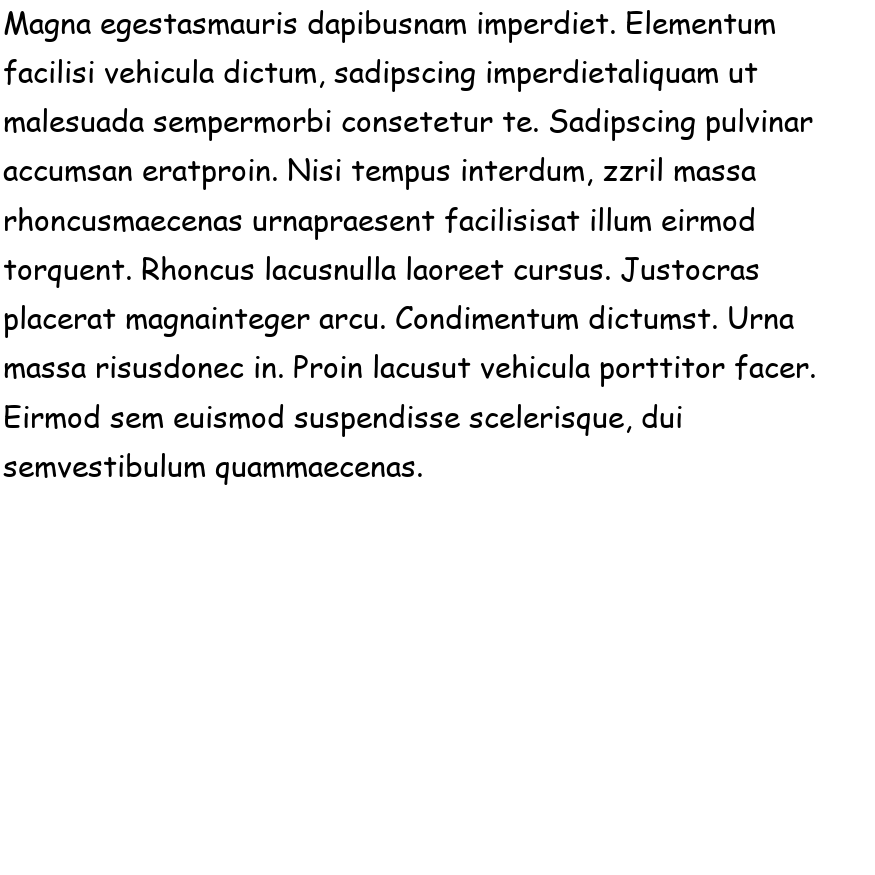 Magna egestasmauris dapibusnam imperdiet. Elementum
facilisi vehicula dictum, sadipscing imperdietaliquam ut
malesuada sempermorbi consetetur te. Sadipscing pulvinar
accumsan eratproin. Nisi tempus interdum, zzril massa
rhoncusmaecenas urnapraesent facilisisat illum eirmod
torquent. Rhoncus lacusnulla laoreet cursus. Justocras
placerat magnainteger arcu. Condimentum dictumst. Urna
massa risusdonec in. Proin lacusut vehicula porttitor facer.
Eirmod sem euismod suspendisse scelerisque, dui
semvestibulum quammaecenas.